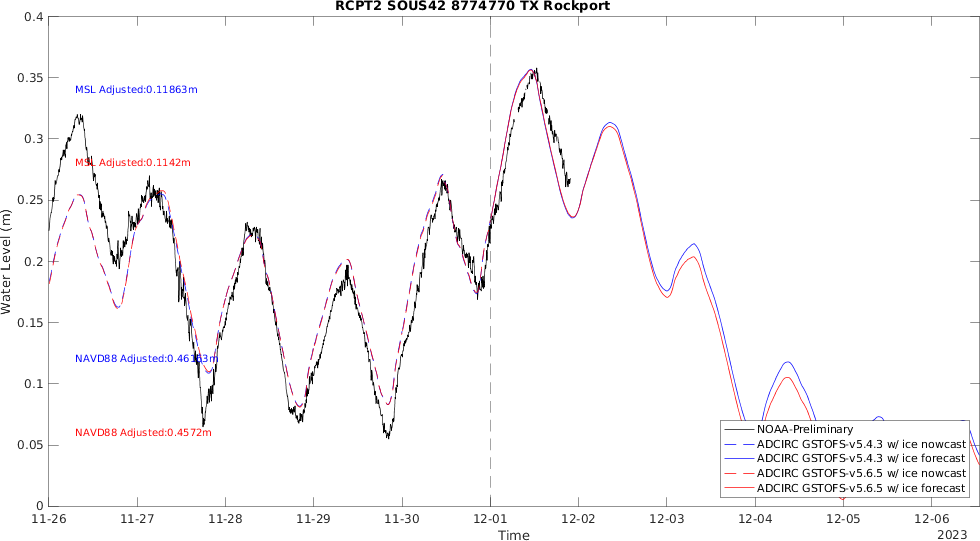 RCPT2 SOUS42 8774770 TX Rockport
0.4
0.35
0.3
0.25
0.2
0.15
0.1
0.05
0
Water Level (m)
MSL Adjusted:0.11863m
MSL Adjusted:0.1142m
NAVD88 Adjusted:0.46163m
NAVD88 Adjusted:0.4572m
NOAA-Preliminary
ADCIRC GSTOFS-v5.4.3 w/ ice nowcast
ADCIRC GSTOFS-v5.4.3 w/ ice forecast
ADCIRC GSTOFS-v5.6.5 w/ ice nowcast
ADCIRC GSTOFS-v5.6.5 w/ ice forecast
11-26 11-27 11-28 11-29 11-30 12-01 12-02 12-03 12-04 12-05 12-06
Time
2023